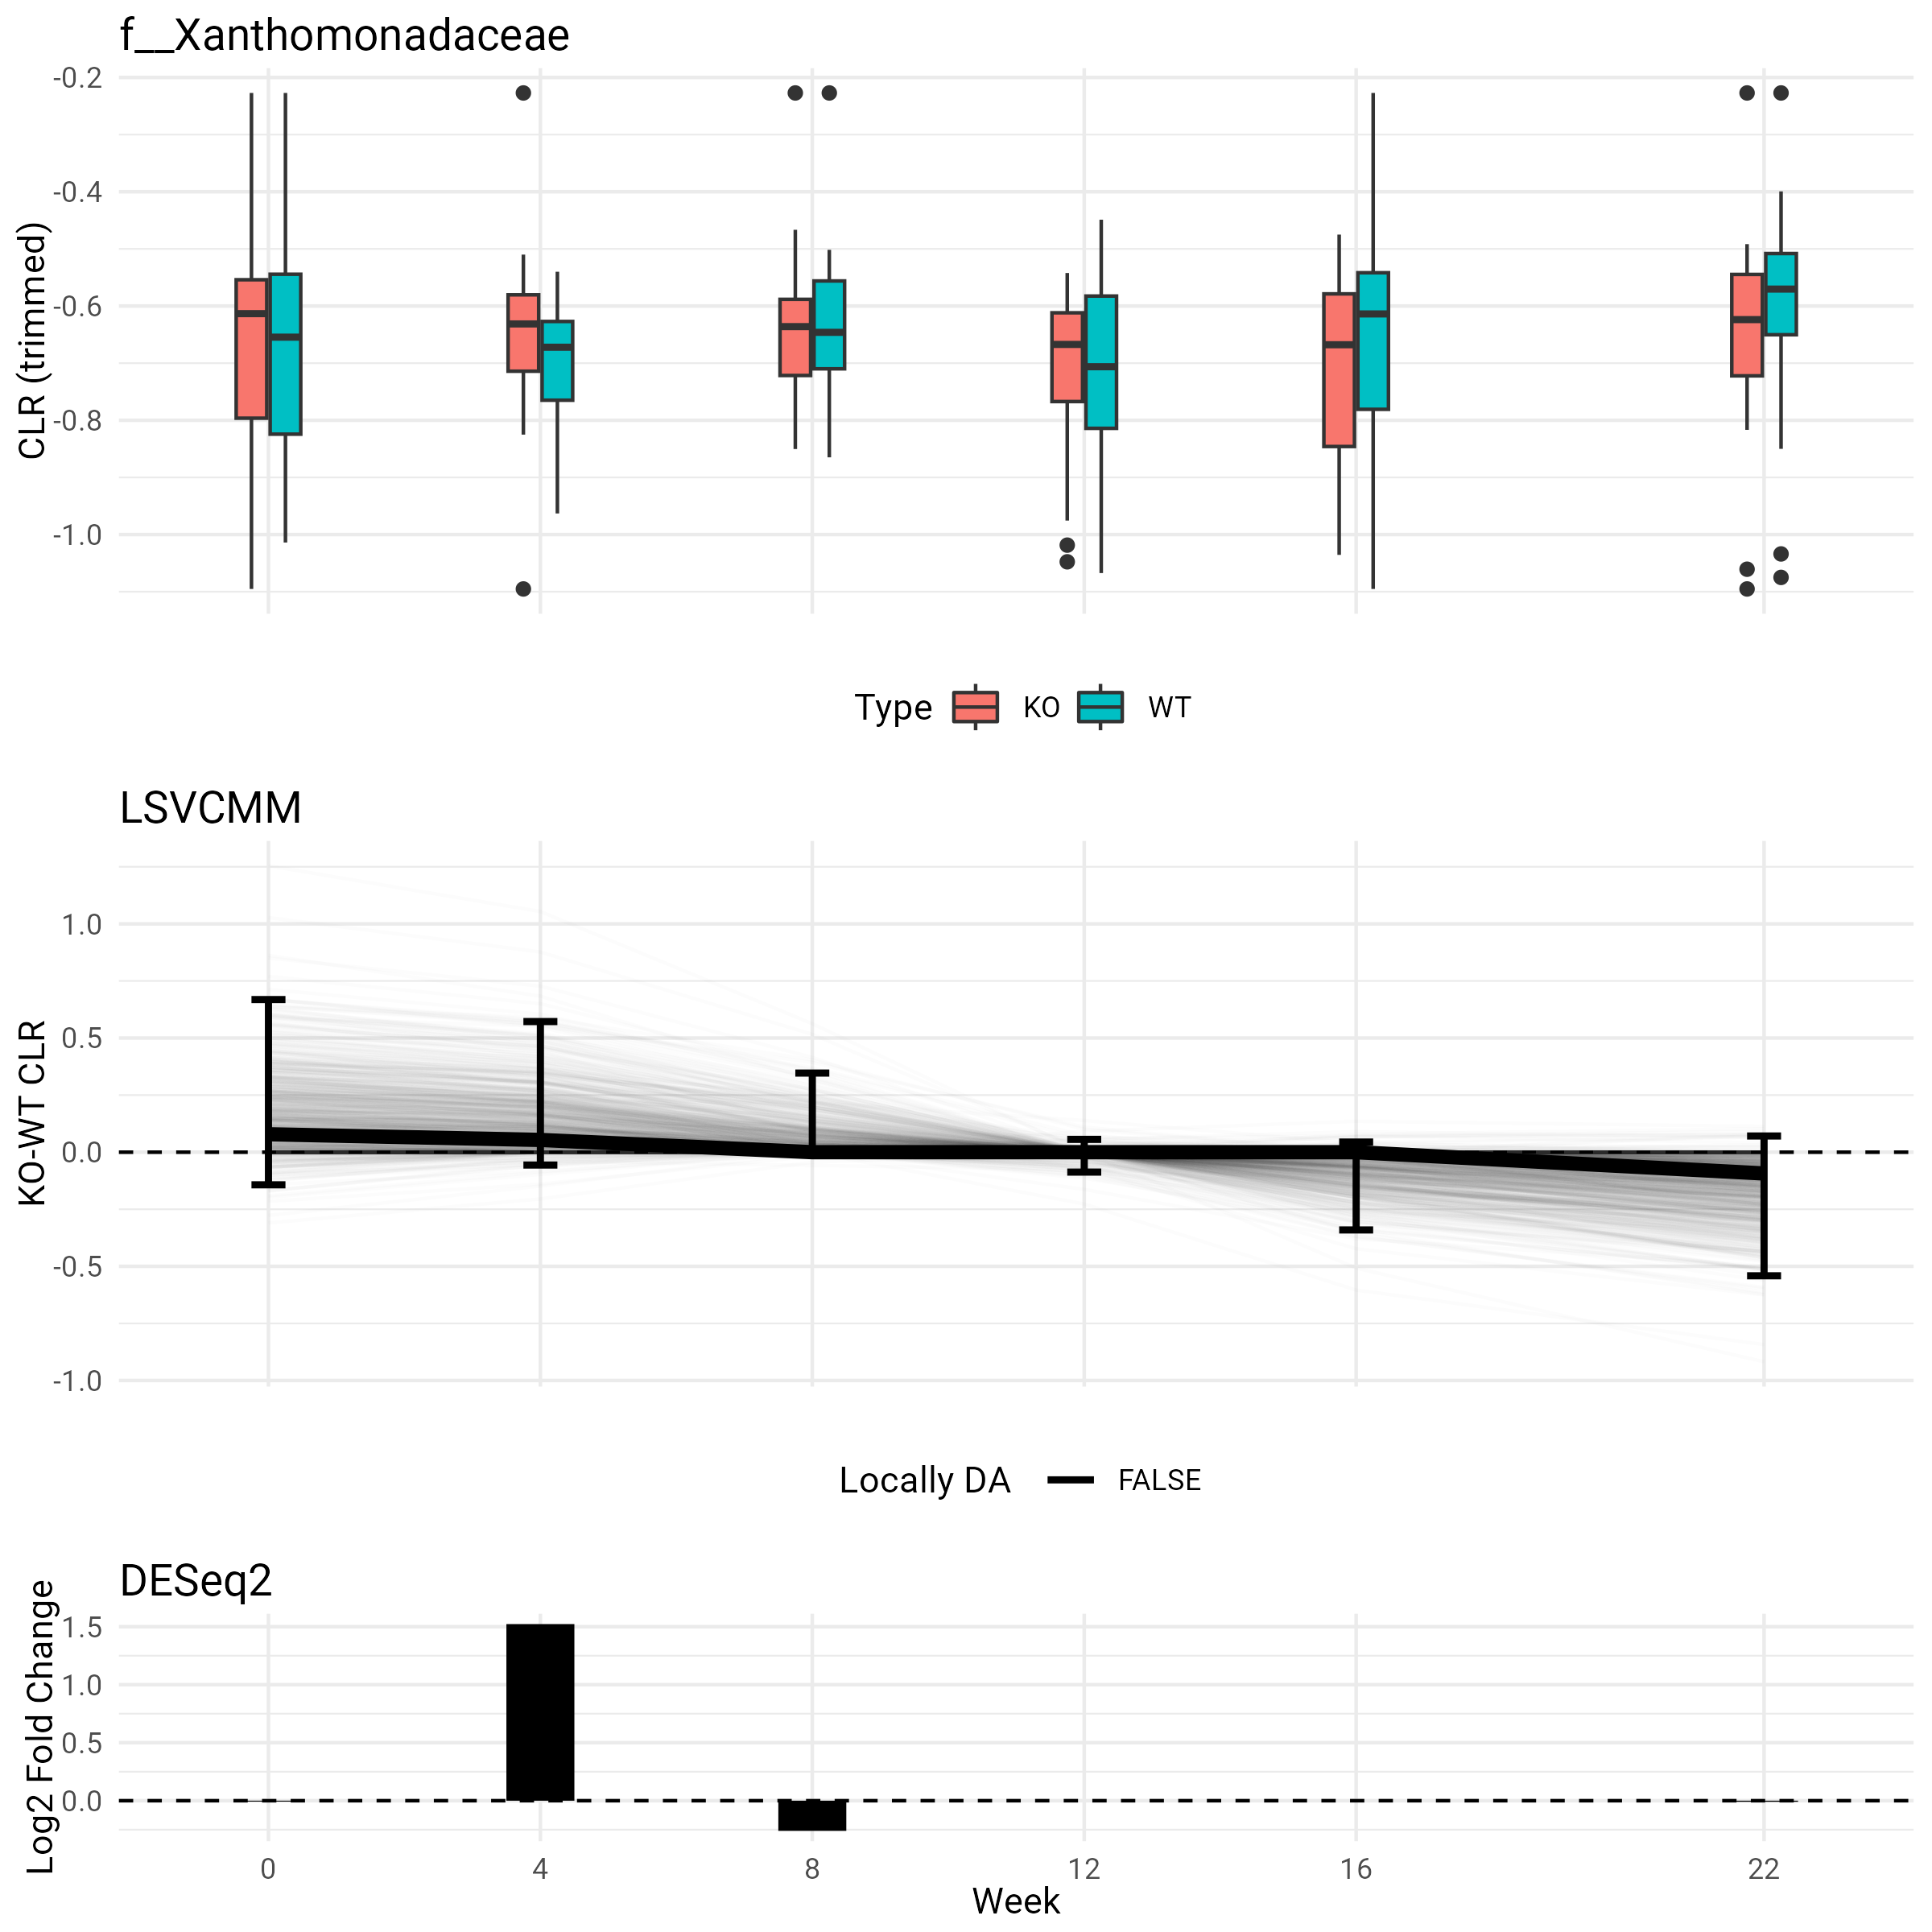 f__Xanthomonadaceae
CLR (trimmed)
-0.2
-0.4
-0.6
-0.8
-1.0
Type KO WT
LSVCMM
KO-WT CLR
1.0
0.5
0.0
-0.5
-1.0
Locally DA FALSE
DESeq2
Log2 Fold Change
1.5
1.0
0.5
0.0
0 4 8 12 16 22
Week